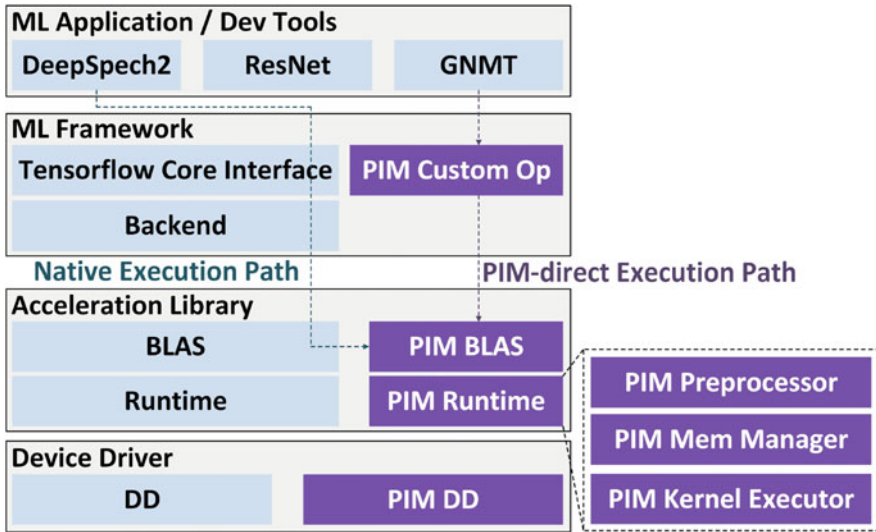 ML Application / Dev Tools
DeepSpech2
ResNet
GNMT
ML Framework
Tensorflow Core Interface
PIM Custom Op
Backend
Native Execution Path
PIM-direct Execution Path
Acceleration Library
BLAS
PIM BLAS
Runtime
PIM Runtime
PIM Preprocessor
PIM Mem Manager
PIM Kernel Executor
Device Driver
DD
PIM DD